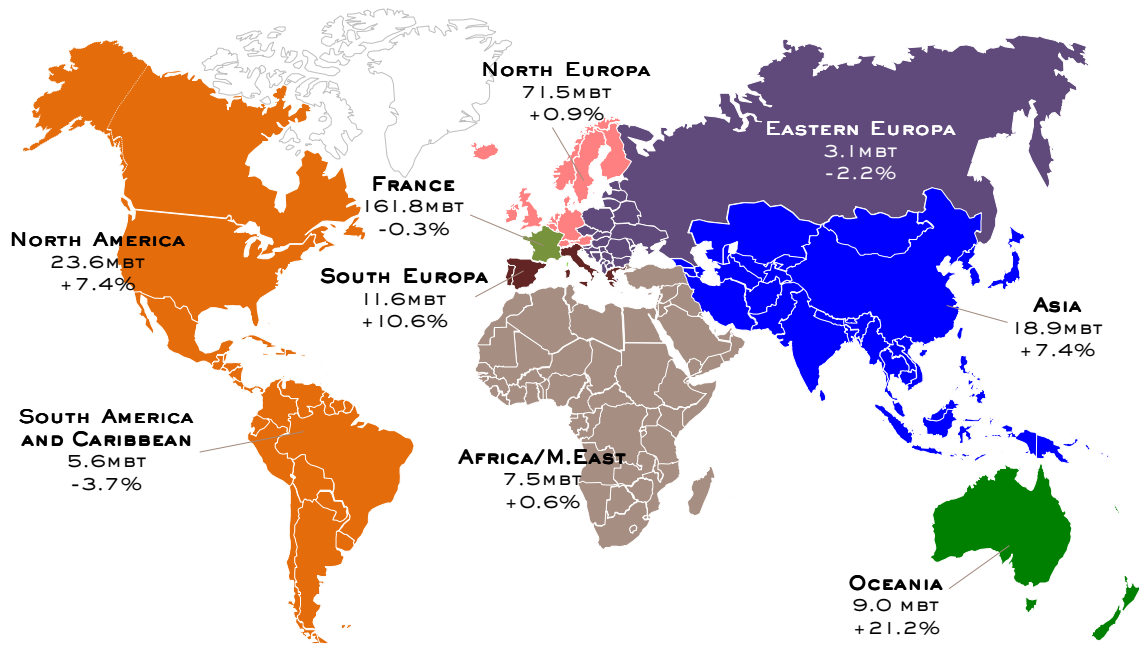 North Europa
71.5MBT
+0.9%
Eastern Europa
3.1MBT
-2.2%
France
161.8MBT
-0.3%
North America
23.6MBT
+7.4%
South Europa
11.6MBT
+10.6%
Asia
18.9MBT
+7.4%
South America
and Caribbean
5.6MBT
-3.7%
Africa/M.East
7.5MBT
+0.6%
Oceania
9.0 MBT
+21.2%